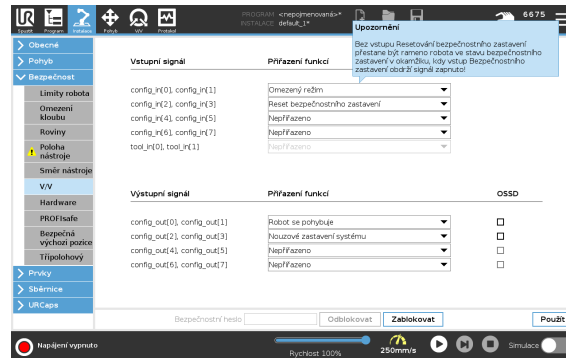 PROGRAM <nepojmenovaná>*
INSTALACE default_1*
6675
Spustit Program Instalace Pohyb V/V Protokol
Upozornění
Bez vstupu Resetování bezpečnostního zastavení
přestane být rameno robota ve stavu bezpečnostního
zastavení v okamžiku, kdy vstup Bezpečnostního
zastavení obdrží signál zapnuto!
Obecné
Pohyb
Bezpečnost
Limity robota
Omezení
kloubu
Roviny
Poloha
nástroje
Směr nástroje
V/V
Hardware
PROFIsafe
Bezpečná
výchozí pozice
Třípolohový
Prvky
Sběrnice
URCaps
Vstupní signál Přiřazení funkcí
config_in[0], config_in[1] Omezený režim
config_in[2], config_in[3] Reset bezpečnostního zastavení
config_in[4], config_in[5] Nepřiřazeno
config_in[6], config_in[7] Nepřiřazeno
tool_in[0], tool_in[1] Nepřiřazeno
Výstupní signál Přiřazení funkcí OSSD
config_out[0], config_out[1] Robot se pohybuje
config_out[2], config_out[3] Nouzové zastavení systému
config_out[4], config_out[5] Nepřiřazeno
config_out[6], config_out[7] Nepřiřazeno
Bezpečnostní heslo Odblokovat Zablokovat Použít
Napájení vypnuto
Rychlost 100%
250mm/s
Simulace